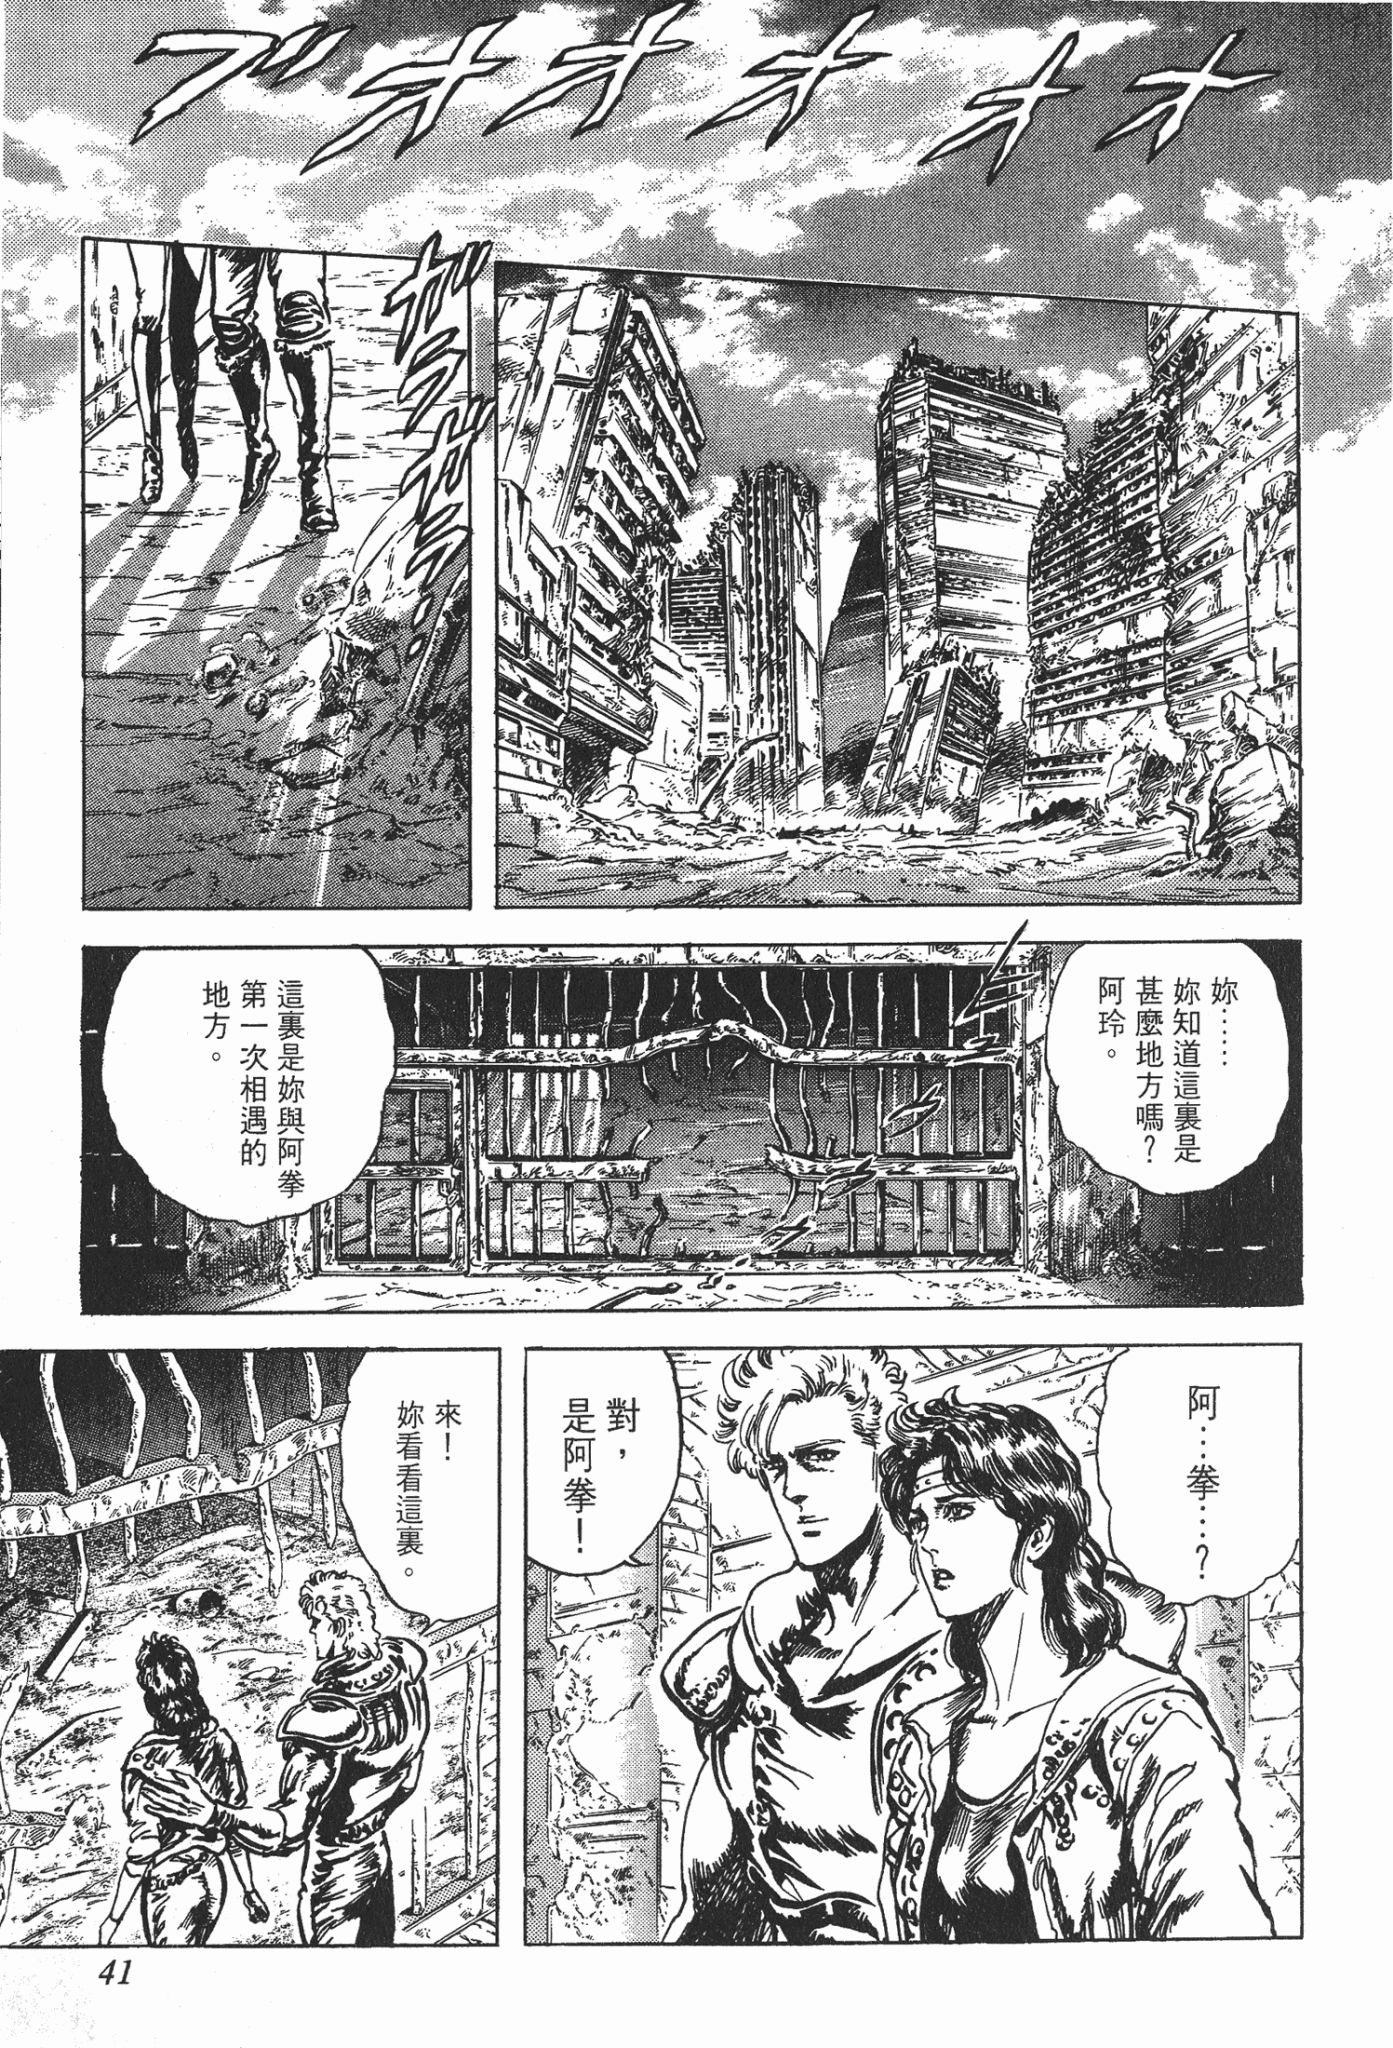 ブオオオオオ
ガラガラ…
妳……
妳知道這裏是
甚麼地方嗎？
阿玲。
這裏是妳與阿拳
第一次相遇的
地方。
阿…拳……？
對，
是阿拳！
來！
妳看看這裏。
41